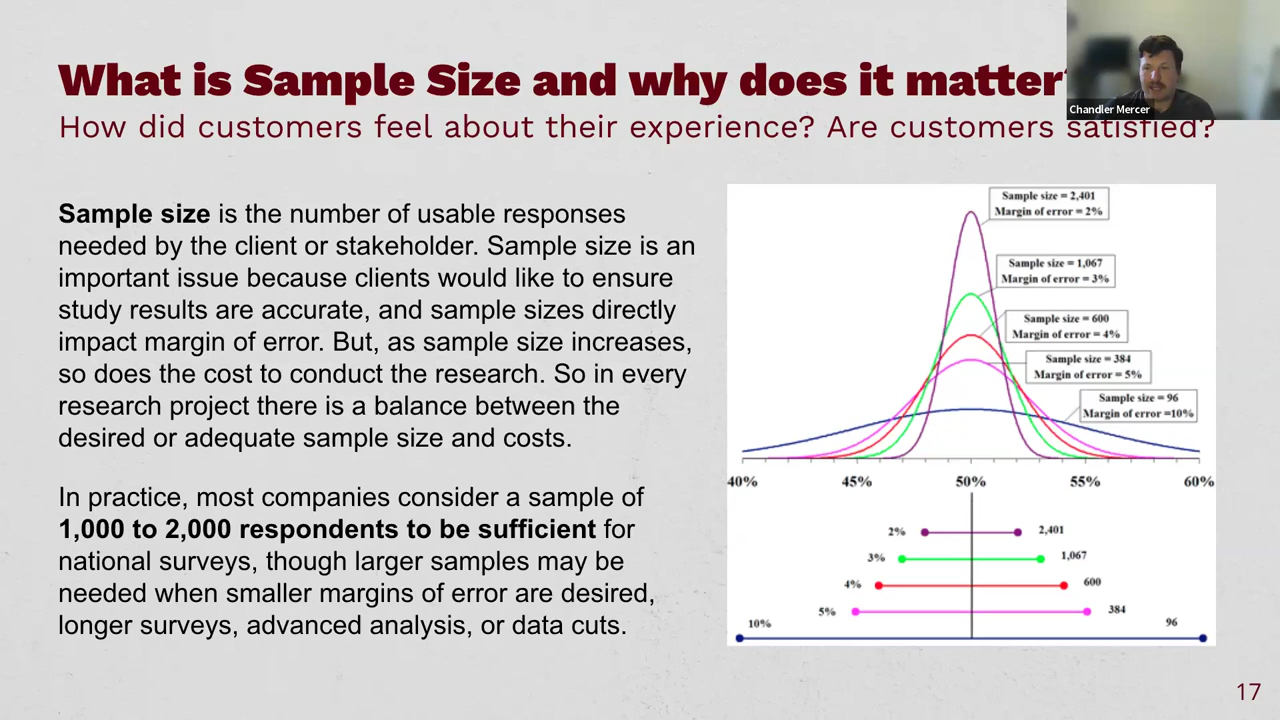 What is Sample Size and why does it matter?
Chandler Mercer
How did customers feel about their experience? Are customers satisfied?
Sample size is the number of usable responses
needed by the client or stakeholder. Sample size is an
important issue because clients would like to ensure
study results are accurate, and sample sizes directly
impact margin of error. But, as sample size increases,
so does the cost to conduct the research. So in every
research project there is a balance between the
desired or adequate sample size and costs.
In practice, most companies consider a sample of
1,000 to 2,000 respondents to be sufficient for
national surveys, though larger samples may be
needed when smaller margins of error are desired,
longer surveys, advanced analysis, or data cuts.
Sample size = 2,401
Margin of error = 2%
Sample size = 1,067
Margin of error = 3%
Sample size = 600
Margin of error = 4%
Sample size = 384
Margin of error = 5%
Sample size = 96
Margin of error =10%
40% 45% 50% 55% 60%
2% 2,401
3% 1,067
4% 600
5% 384
10% 96
17